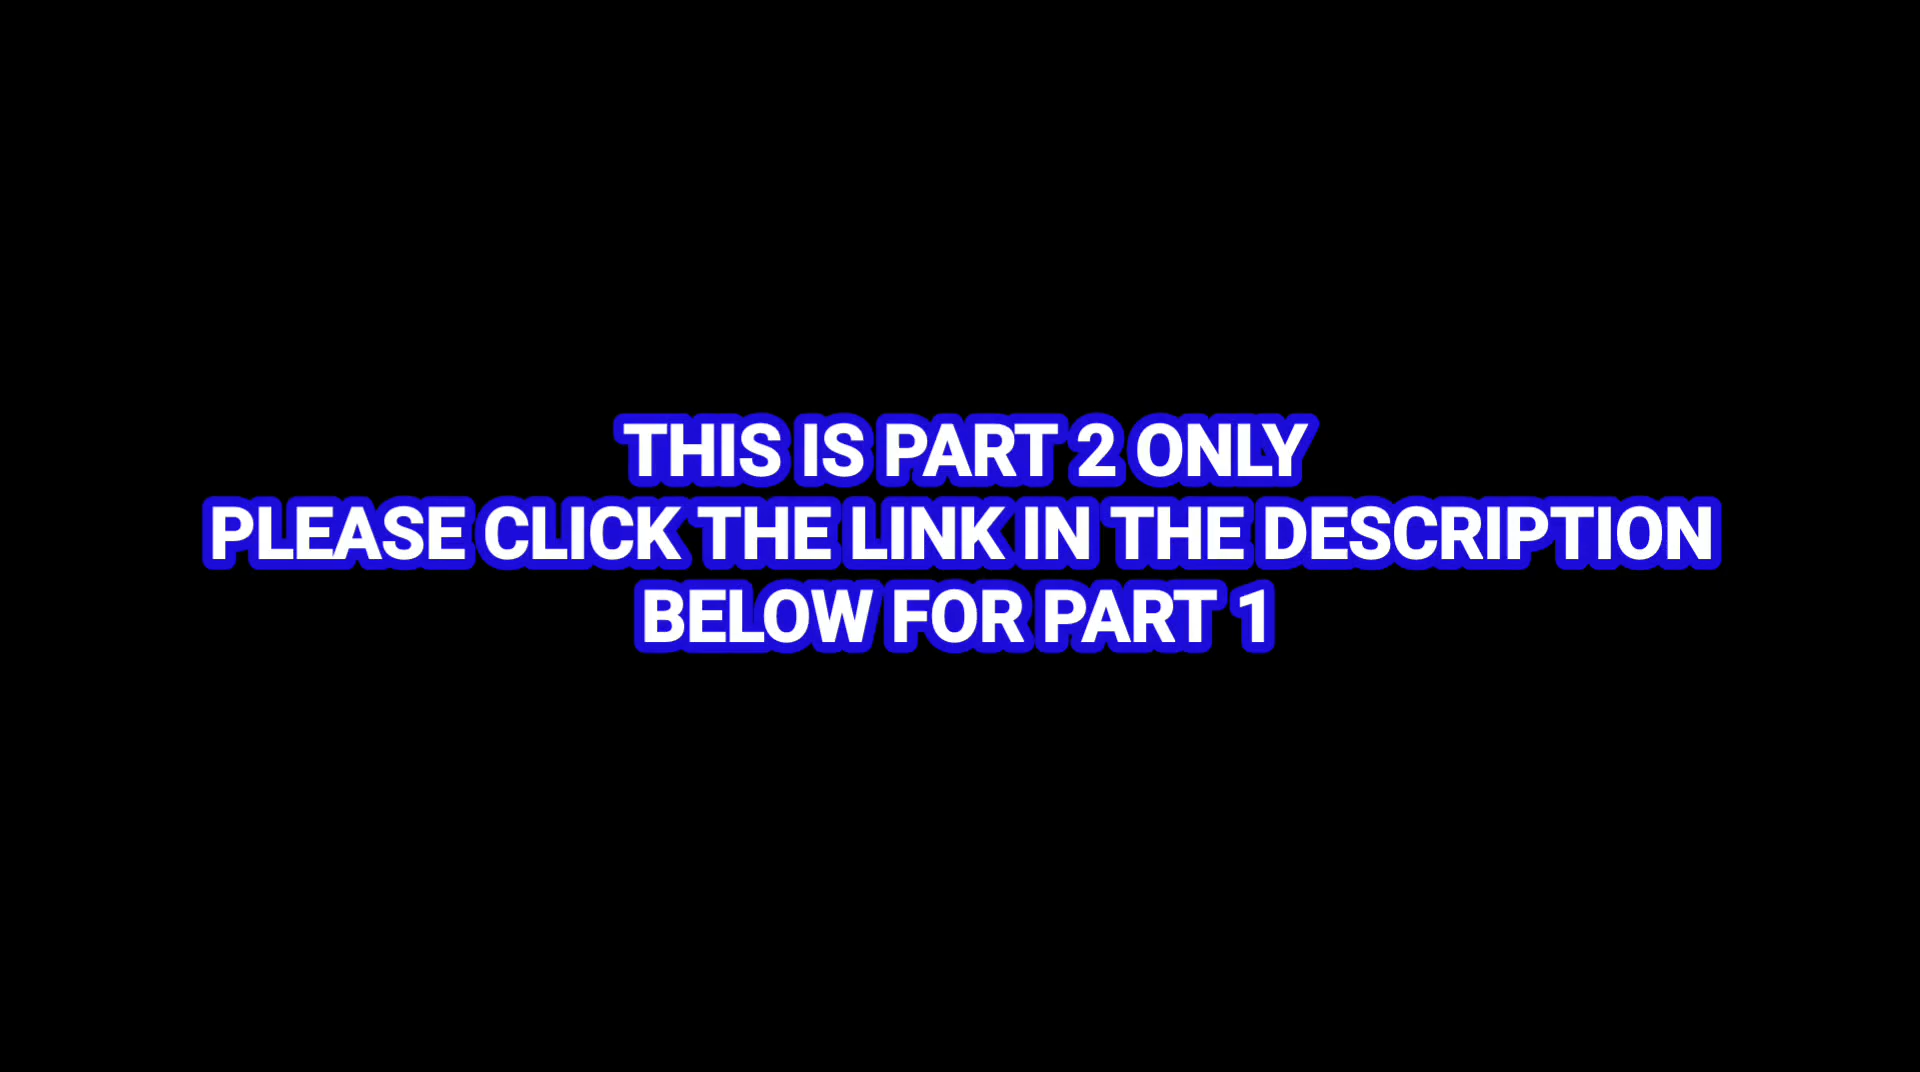 THIS IS PART 2 ONLY
PLEASE CLICK THE LINK IN THE DESCRIPTION
BELOW FOR PART 1